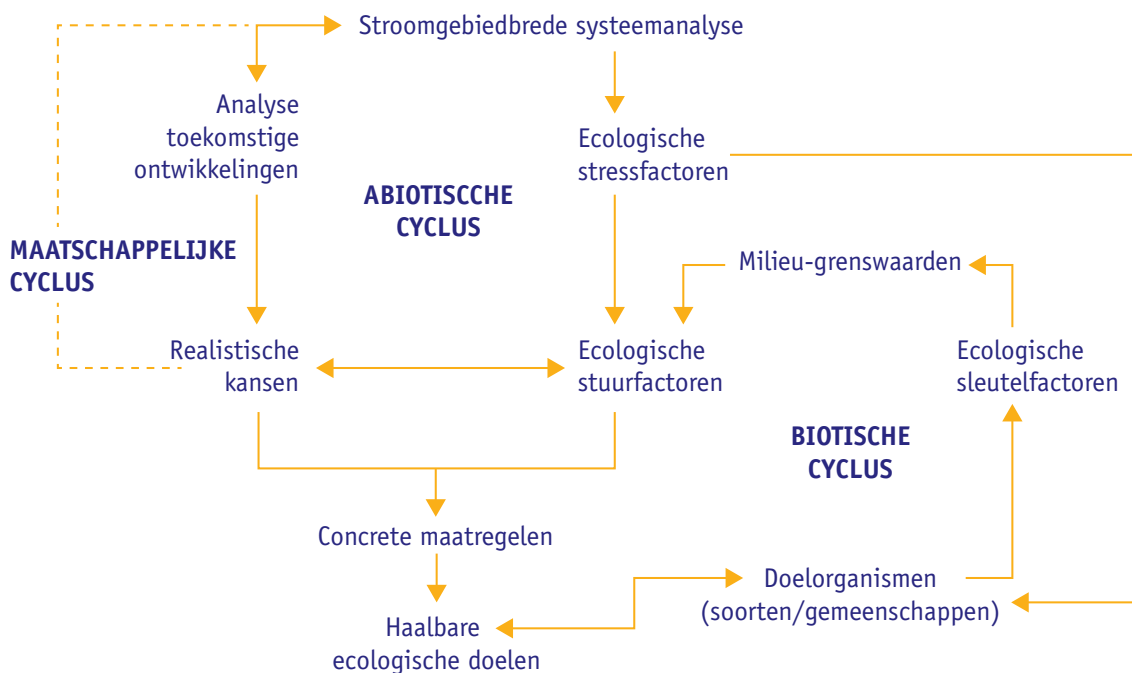 Stroomgebiedbrede systeemanalyse
Analyse
toekomstige
ontwikkelingen
Ecologische
stressfactoren
ABIOTISCCHE
CYCLUS
MAATSCHAPPELIJKE
CYCLUS
Milieu-grenswaarden
Realistische
kansen
Ecologische
stuurfactoren
Ecologische
sleutelfactoren
BIOTISCHE
CYCLUS
Concrete maatregelen
Doelorganismen
(soorten/gemeenschappen)
Haalbare
ecologische doelen